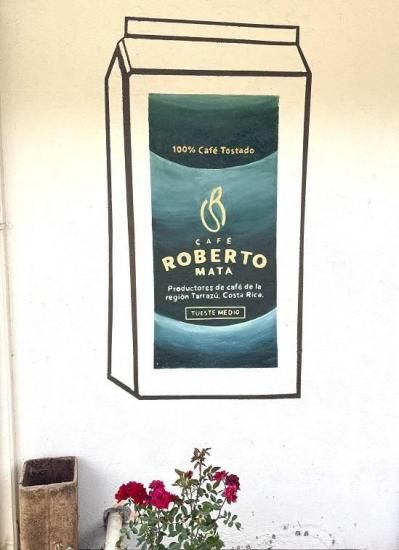 100% Café Tostado
CAFÉ
ROBERTO
MATA
Productores de café de la
región Tarrazú, Costa Rica.
TUESTE MEDIO